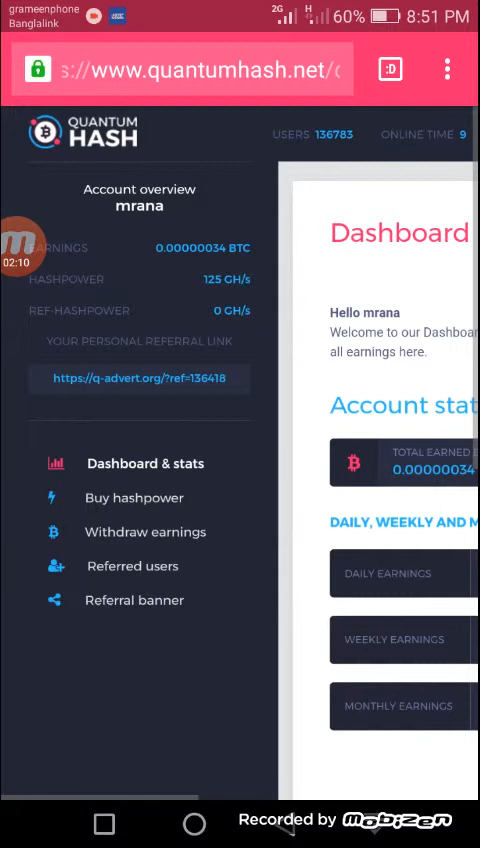 grameenphone
Banglalink
2G
H
60%
8:51 PM
s://www.quantumhash.net/
:D
QUANTUM
HASH
USERS 136783
ONLINE TIME 9
Account overview
mrana
EARNINGS 0.00000034 BTC
HASHPOWER 125 GH/s
REF-HASHPOWER 0 GH/s
YOUR PERSONAL REFERRAL LINK
https://q-advert.org/?ref=136418
Dashboard & stats
Buy hashpower
Withdraw earnings
Referred users
Referral banner
02:10
Dashboard
Hello mrana
Welcome to our Dashboar
all earnings here.
Account stat
TOTAL EARNED
0.00000034
DAILY, WEEKLY AND M
DAILY EARNINGS
WEEKLY EARNINGS
MONTHLY EARNINGS
Recorded by Mobizen